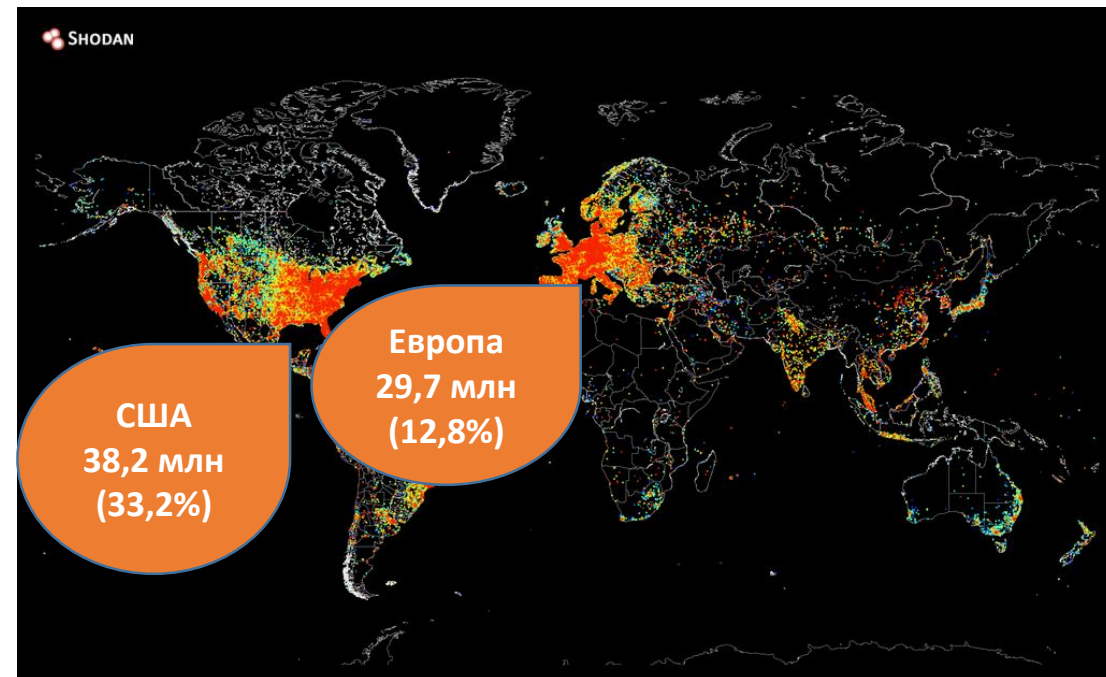 SHODAN
Европа
29,7 млн
(12,8%)
США
38,2 млн
(33,2%)